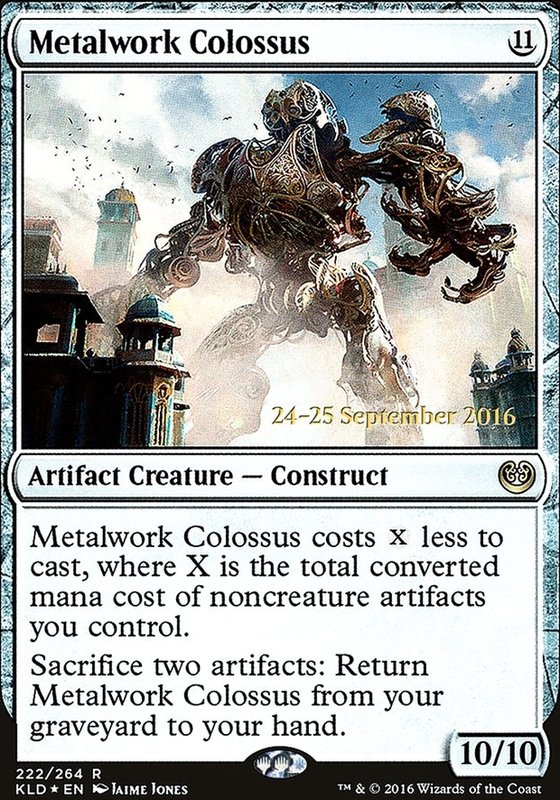 Metalwork Colossus 11
24–25 September 2016
Artifact Creature — Construct
Metalwork Colossus costs X less to
cast, where X is the total converted
mana cost of noncreature artifacts
you control.
Sacrifice two artifacts: Return
Metalwork Colossus from your
graveyard to your hand.
10/10
222/264 R
KLD ★ EN Jaime Jones
™ & © 2016 Wizards of the Coast